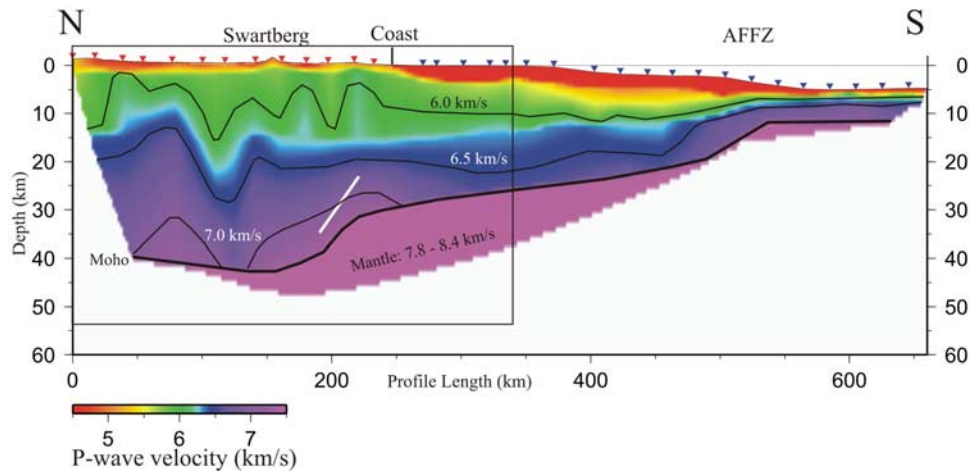 N S
Swartberg Coast AFFZ
0 0
10 10
20 20
30 30
40 40
50 50
60 60
Depth (km)
6.0 km/s
6.5 km/s
7.0 km/s
Moho
Mantle: 7.8 - 8.4 km/s
0 200 400 600
Profile Length (km)
5 6 7
P-wave velocity (km/s)
Depth (km)